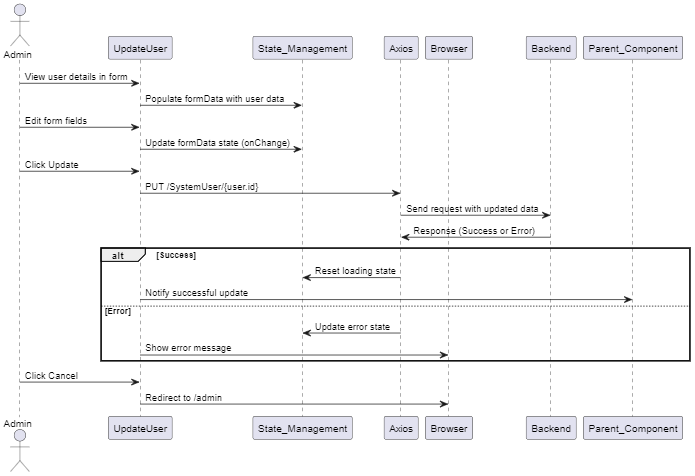 Admin
UpdateUser
State_Management
Axios
Browser
Backend
Parent_Component
View user details in form
Populate formData with user data
Edit form fields
Update formData state (onChange)
Click Update
PUT /SystemUser/{user.id}
Send request with updated data
Response (Success or Error)
alt [Success]
Reset loading state
Notify successful update
[Error]
Update error state
Show error message
Click Cancel
Redirect to /admin
Admin
UpdateUser
State_Management
Axios
Browser
Backend
Parent_Component